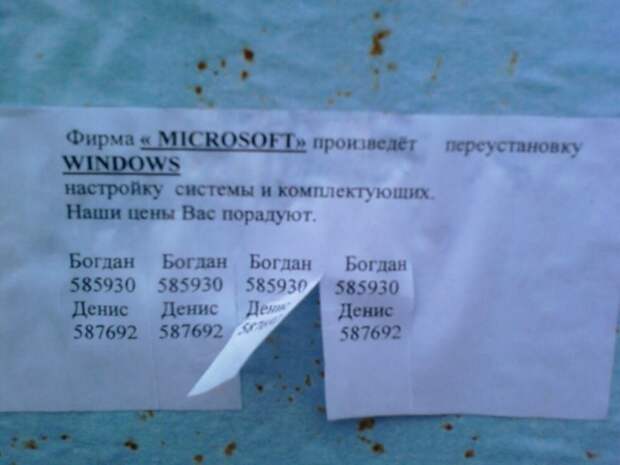 Фирма « MICROSOFT» произведёт переустановку
WINDOWS
настройку системы и комплектующих.
Наши цены Вас порадуют.
Богдан Богдан Богдан Богдан
585930 585930 585930 585930
Денис Денис Денис Денис
587692 587692 587692